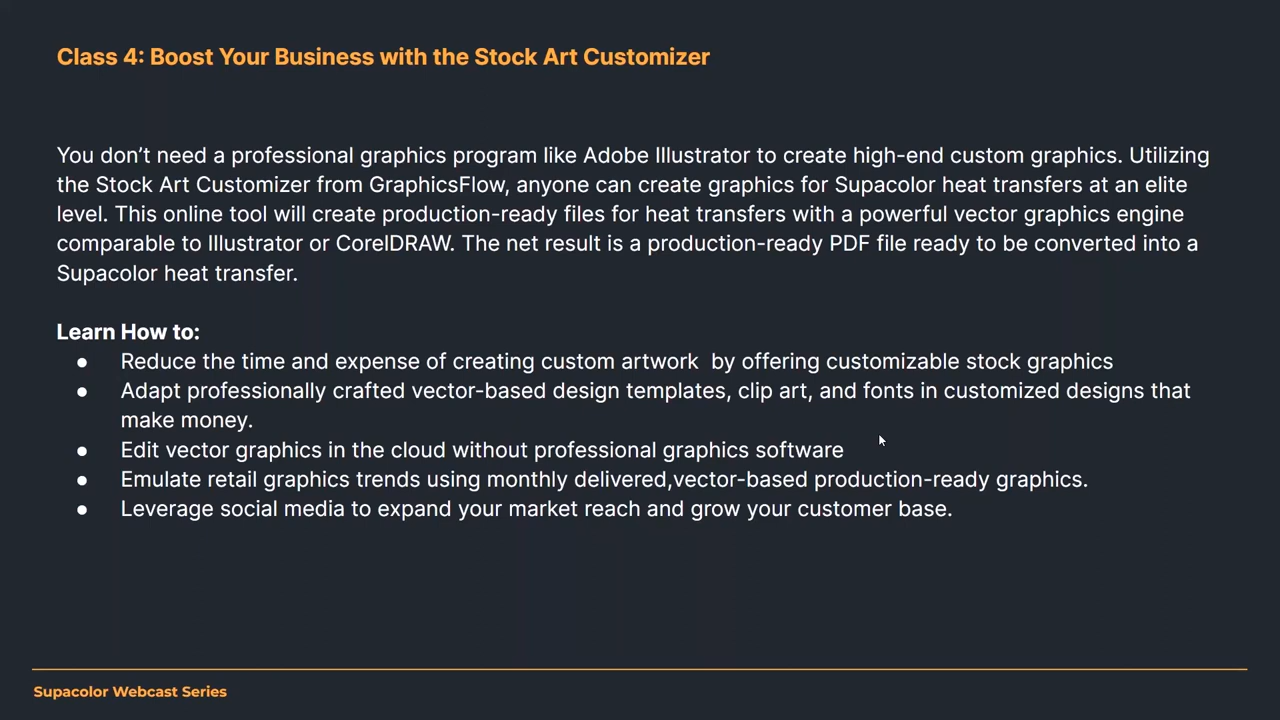 Class 4: Boost Your Business with the Stock Art Customizer
You don’t need a professional graphics program like Adobe Illustrator to create high-end custom graphics. Utilizing
the Stock Art Customizer from GraphicsFlow, anyone can create graphics for Supacolor heat transfers at an elite
level. This online tool will create production-ready files for heat transfers with a powerful vector graphics engine
comparable to Illustrator or CorelDRAW. The net result is a production-ready PDF file ready to be converted into a
Supacolor heat transfer.
Learn How to:
● Reduce the time and expense of creating custom artwork  by offering customizable stock graphics
● Adapt professionally crafted vector-based design templates, clip art, and fonts in customized designs that
make money.
● Edit vector graphics in the cloud without professional graphics software
● Emulate retail graphics trends using monthly delivered,vector-based production-ready graphics.
● Leverage social media to expand your market reach and grow your customer base.
Supacolor Webcast Series